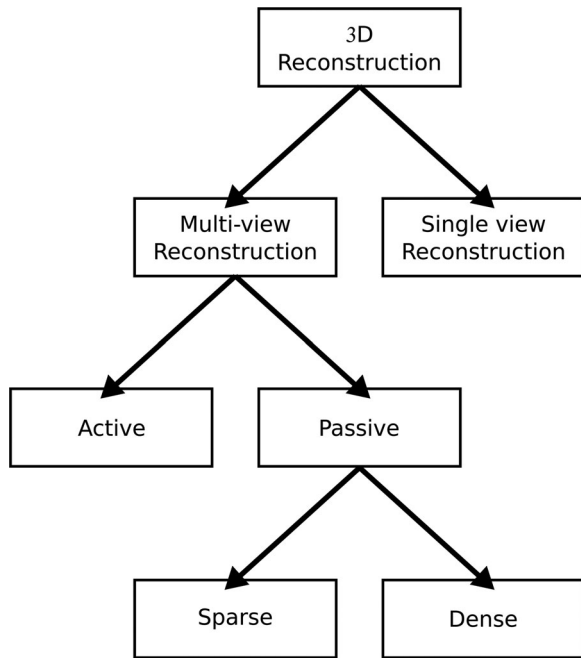 3D
Reconstruction
Multi-view
Reconstruction
Single view
Reconstruction
Active
Passive
Sparse
Dense